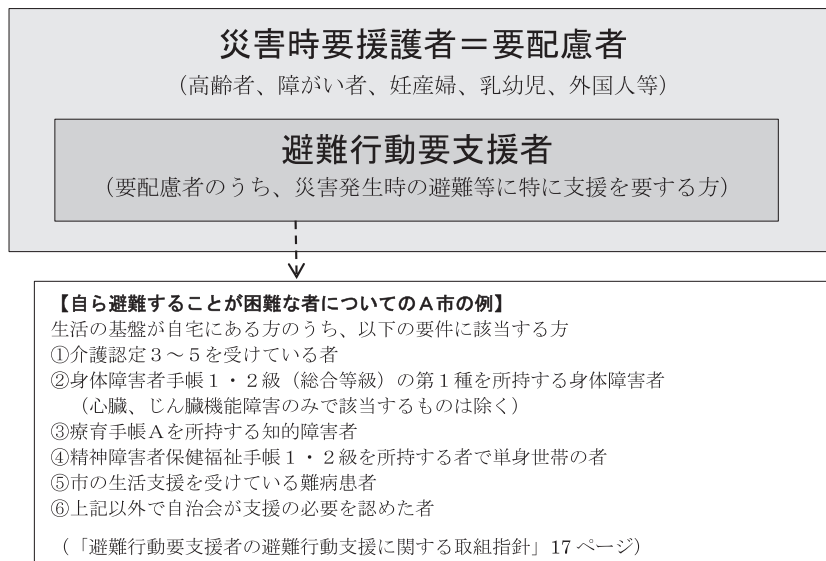 災害時要援護者＝要配慮者
（高齢者、障がい者、妊産婦、乳幼児、外国人等）
避難行動要支援者
（要配慮者のうち、災害発生時の避難等に特に支援を要する方）
【自ら避難することが困難な者についてのＡ市の例】
生活の基盤が自宅にある方のうち、以下の要件に該当する方
①介護認定３～５を受けている者
②身体障害者手帳１・２級（総合等級）の第１種を所持する身体障害者
（心臓、じん臓機能障害のみで該当するものは除く）
③療育手帳Ａを所持する知的障害者
④精神障害者保健福祉手帳１・２級を所持する者で単身世帯の者
⑤市の生活支援を受けている難病患者
⑥上記以外で自治会が支援の必要を認めた者
（「避難行動要支援者の避難行動支援に関する取組指針」17 ページ）